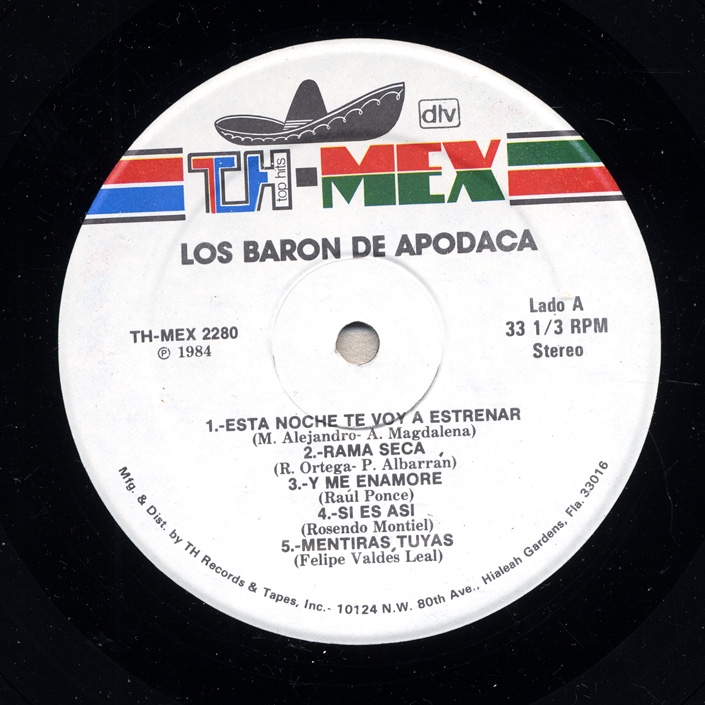 dtv
TH top hits-MEX
LOS BARON DE APODACA
TH-MEX 2280
℗ 1984
Lado A
33 1/3 RPM
Stereo
1.-ESTA NOCHE TE VOY A ESTRENAR
(M. Alejandro- A. Magdalena)
2.-RAMA SECA
(R. Ortega- P. Albarrán)
3.-Y ME ENAMORE
(Raúl Ponce)
4.-SI ES ASI
(Rosendo Montiel)
5.-MENTIRAS TUYAS
(Felipe Valdés Leal)
Mfg. & Dist. by TH Records & Tapes, Inc.- 10124 N.W. 80th Ave., Hialeah Gardens, Fla. 33016